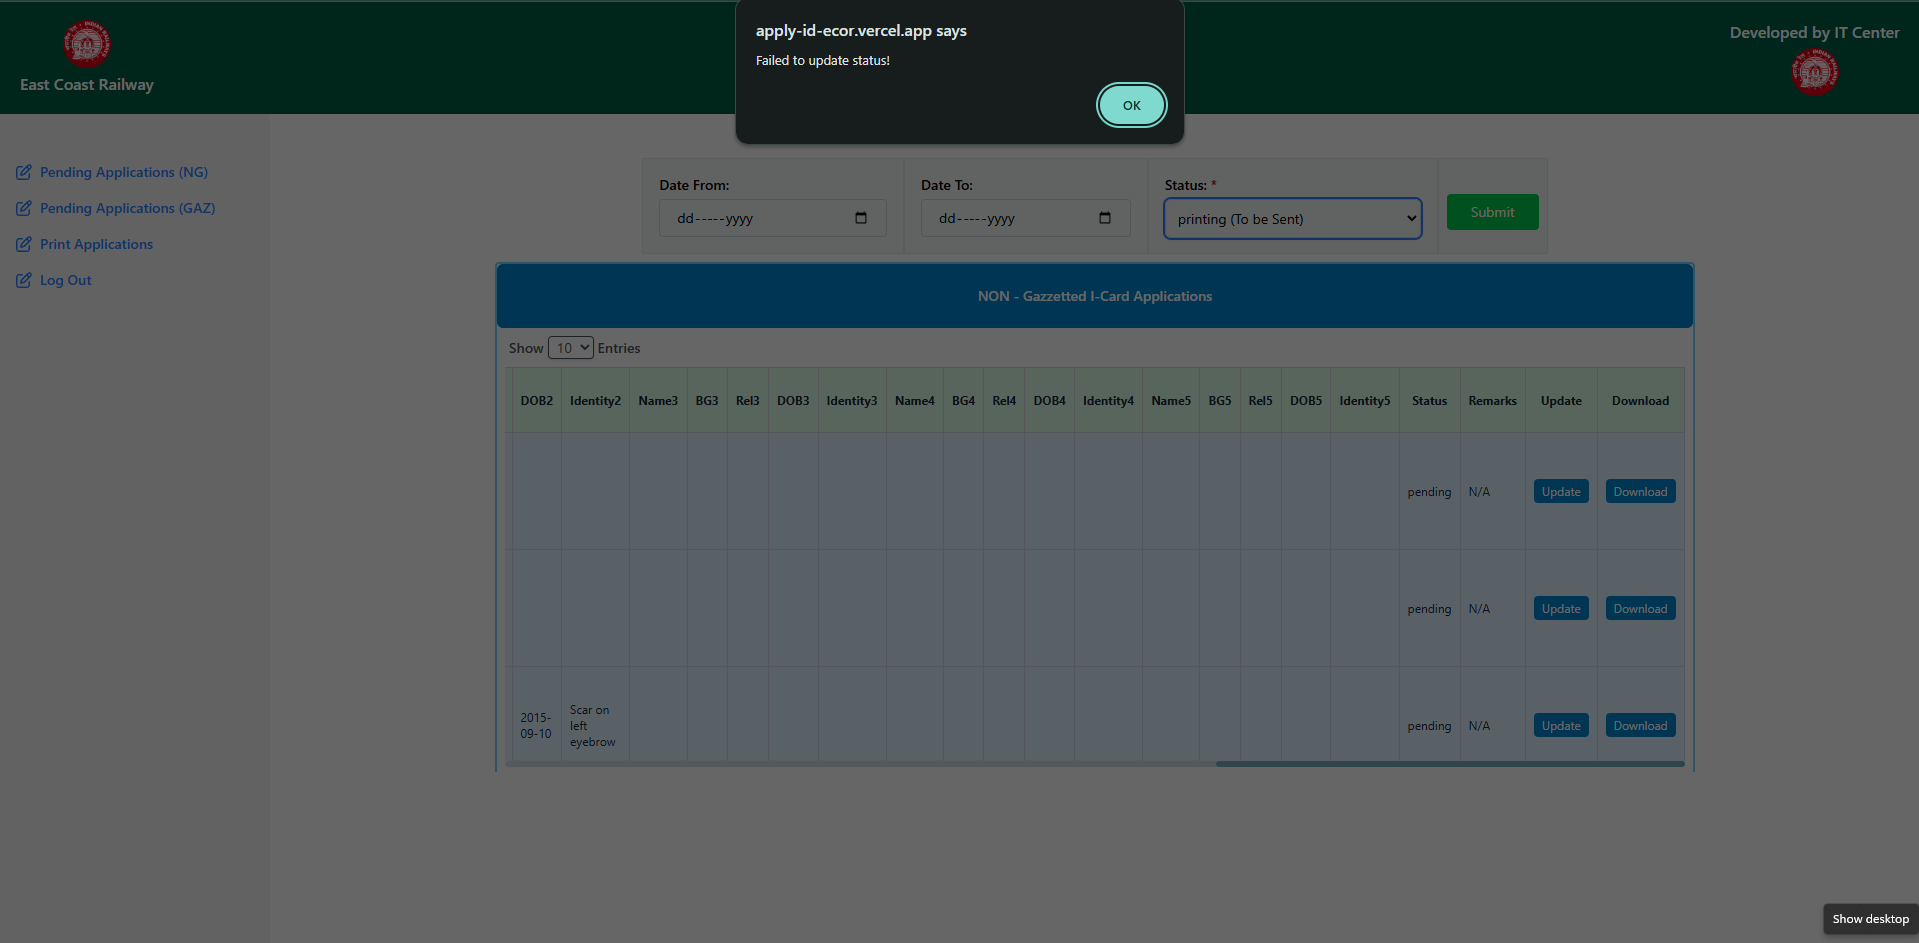 apply-id-ecor.vercel.app says
Failed to update status!
OK
East Coast Railway
Developed by IT Center
Pending Applications (NG)
Pending Applications (GAZ)
Print Applications
Log Out
Date From:
dd-----yyyy
Date To:
dd-----yyyy
Status: *
printing (To be Sent)
Submit
NON - Gazzetted I-Card Applications
Show 10 Entries
DOB2 Identity2 Name3 BG3 Rel3 DOB3 Identity3 Name4 BG4 Rel4 DOB4 Identity4 Name5 BG5 Rel5 DOB5 Identity5 Status Remarks Update Download
pending N/A Update Download
pending N/A Update Download
2015-
09-10
Scar on
left
eyebrow
pending N/A Update Download
Show desktop